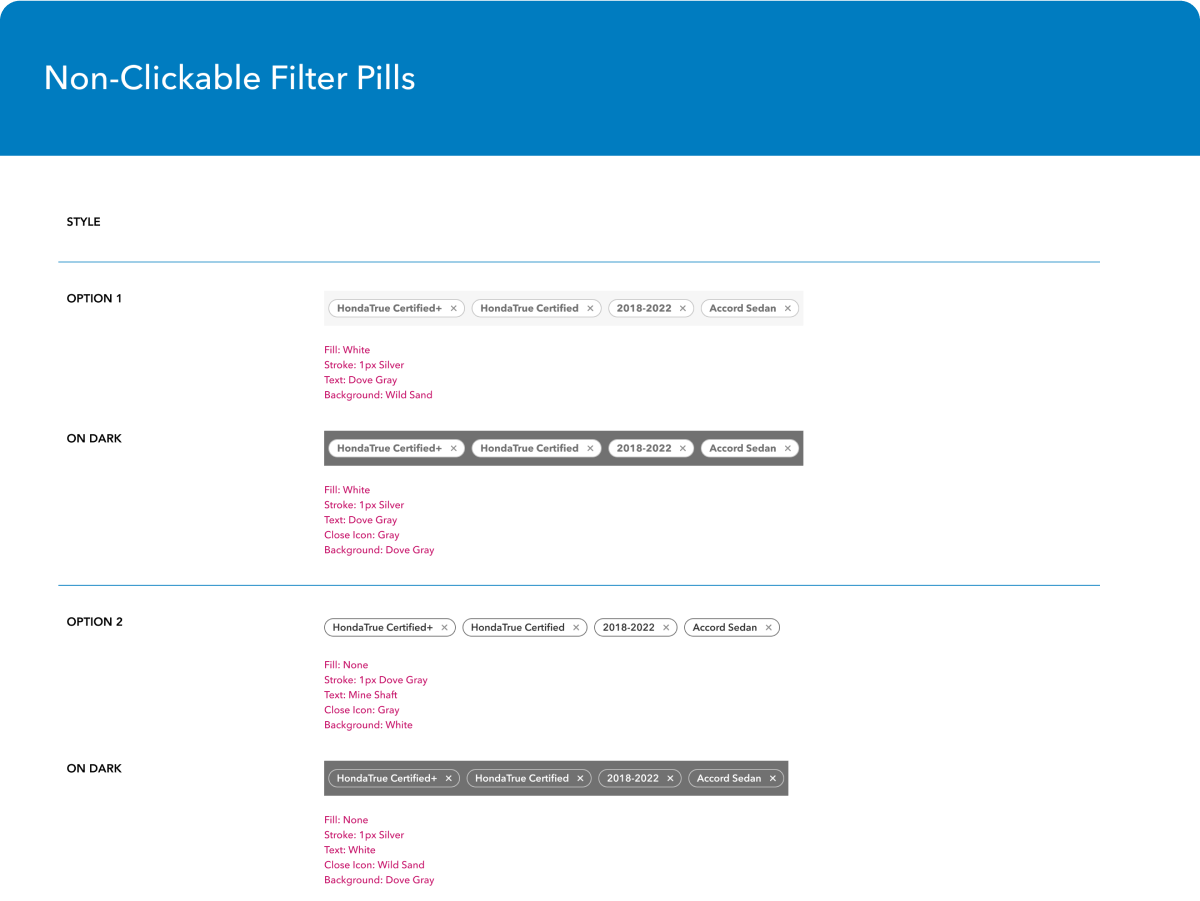 Non-Clickable Filter Pills
STYLE
OPTION 1
HondaTrue Certified+ × HondaTrue Certified × 2018-2022 × Accord Sedan ×
Fill: White
Stroke: 1px Silver
Text: Dove Gray
Background: Wild Sand
ON DARK
HondaTrue Certified+ × HondaTrue Certified × 2018-2022 × Accord Sedan ×
Fill: White
Stroke: 1px Silver
Text: Dove Gray
Close Icon: Gray
Background: Dove Gray
OPTION 2
HondaTrue Certified+ × HondaTrue Certified × 2018-2022 × Accord Sedan ×
Fill: None
Stroke: 1px Dove Gray
Text: Mine Shaft
Close Icon: Gray
Background: White
ON DARK
HondaTrue Certified+ × HondaTrue Certified × 2018-2022 × Accord Sedan ×
Fill: None
Stroke: 1px Silver
Text: White
Close Icon: Wild Sand
Background: Dove Gray